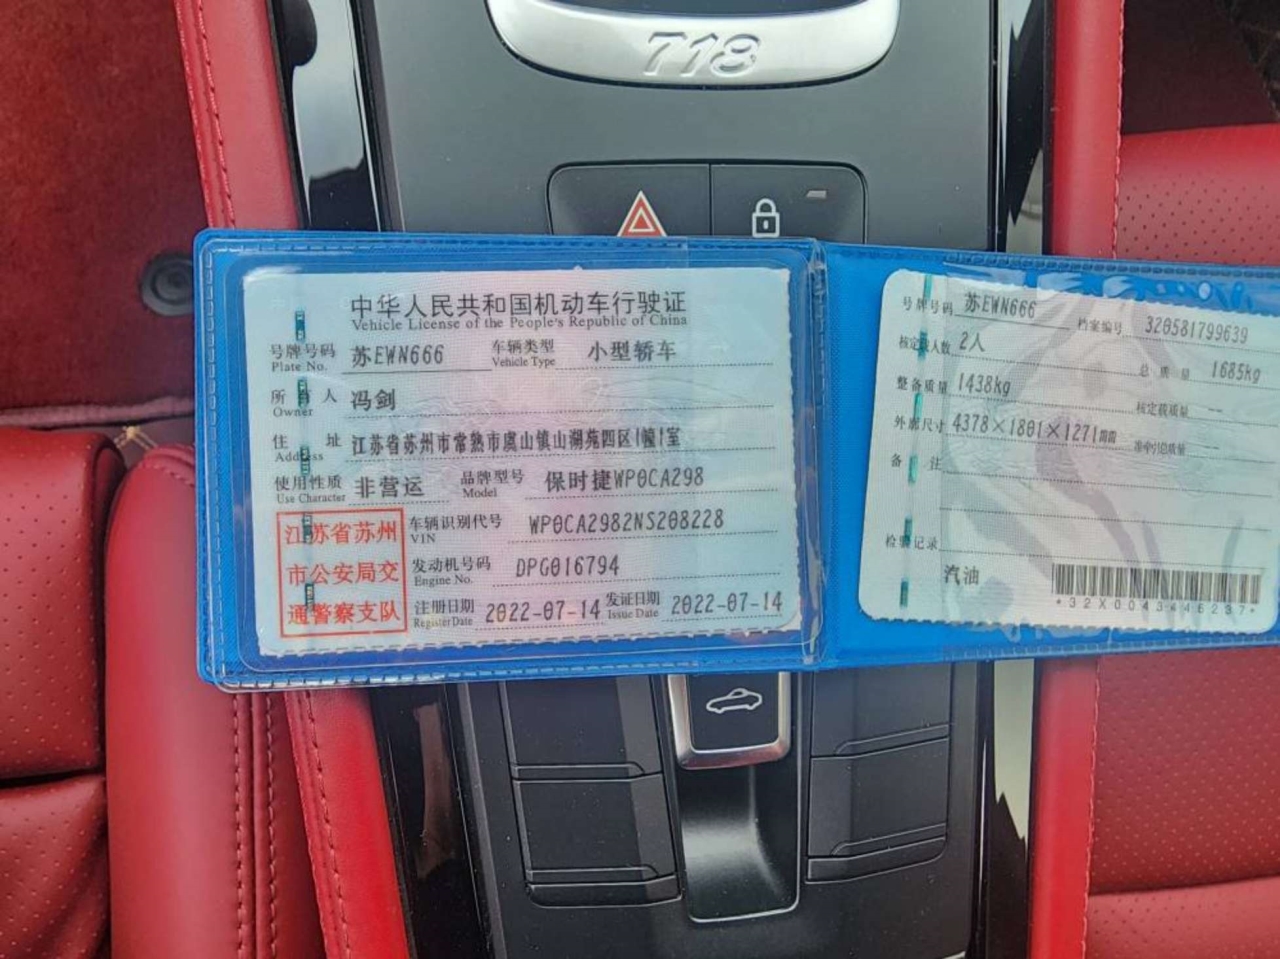 718
中华人民共和国机动车行驶证
Vehicle License of the People's Republic of China
号牌号码 苏EWN666 车辆类型 小型轿车
Plate No. Vehicle Type
所有人 冯剑
Owner
住址 江苏省苏州市常熟市虞山镇山湖苑四区1幢1室
Address
使用性质 非营运 品牌型号 保时捷WP0CA298
Use Character Model
江苏省苏州
市公安局交
通警察支队
车辆识别代号 WP0CA2982NS208228
VIN
发动机号码 DPG016794
Engine No.
注册日期 2022-07-14 发证日期 2022-07-14
Register Date Issue Date
号牌号码 苏EWN666 档案编号 320581799639
核定载人数 2人 总质量 1685kg
整备质量 1438kg 核定载质量 --
外廓尺寸 4378×1801×1271mm 准牵引总质量 --
备注
检验记录
汽油
*32X0043446237*